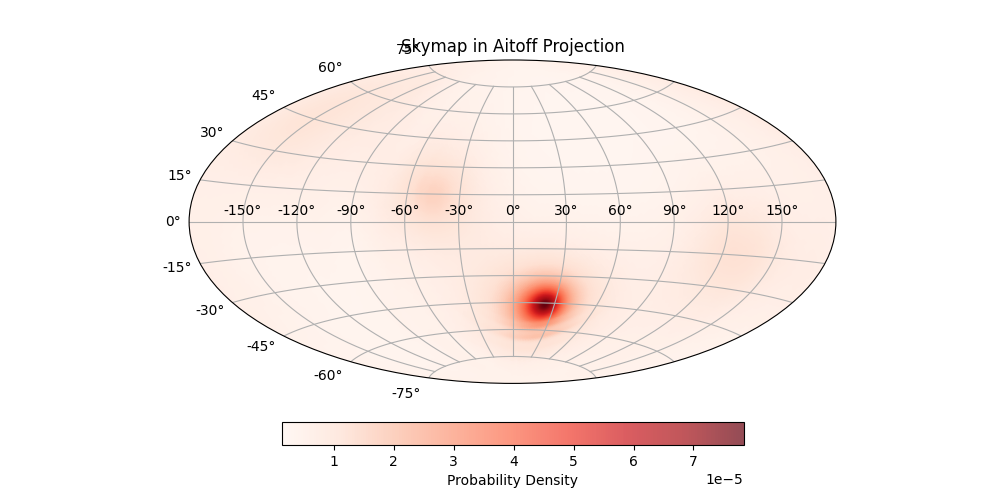 Skymap in Aitoff Projection
75°
60°
45°
30°
15°
0°
-15°
-30°
-45°
-60°
-75°
-150° -120° -90° -60° -30° 0° 30° 60° 90° 120° 150°
1 2 3 4 5 6 7
1e−5
Probability Density